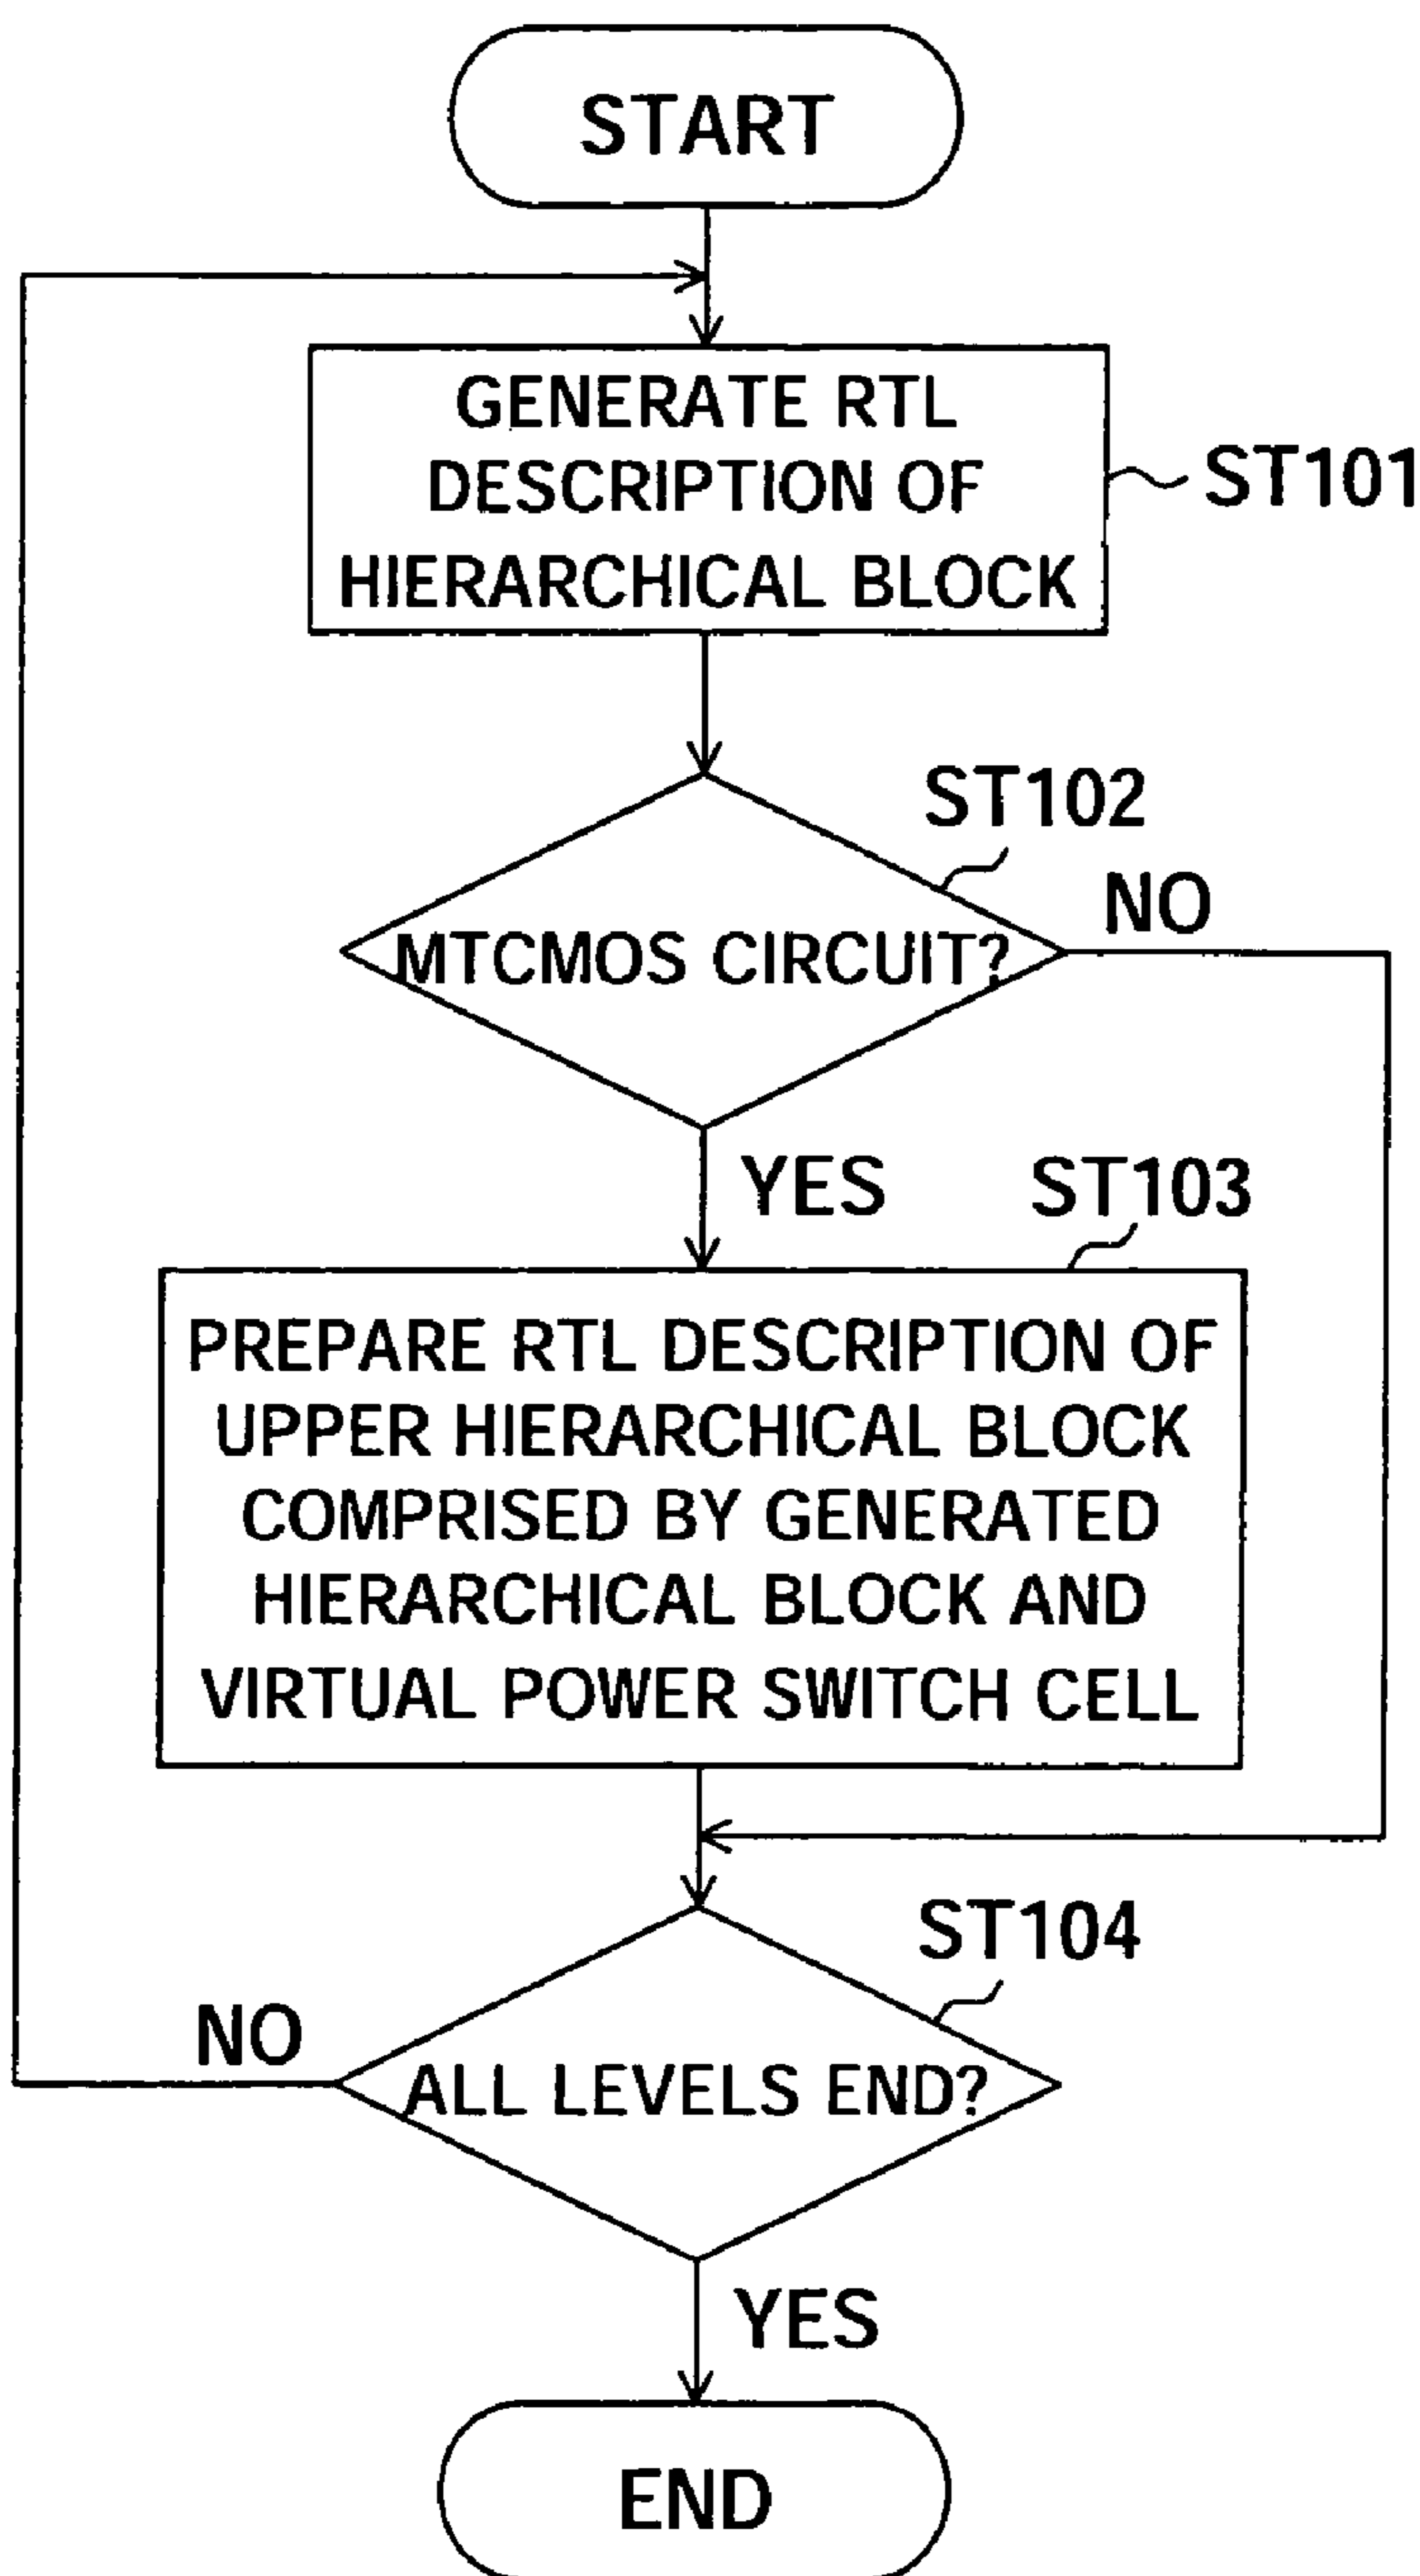 START
GENERATE RTL
DESCRIPTION OF
HIERARCHICAL BLOCK
ST101
ST102
NO
MTCMOS CIRCUIT?
YES
ST103
PREPARE RTL DESCRIPTION OF
UPPER HIERARCHICAL BLOCK
COMPRISED BY GENERATED
HIERARCHICAL BLOCK AND
VIRTUAL POWER SWITCH CELL
ST104
NO
ALL LEVELS END?
YES
END